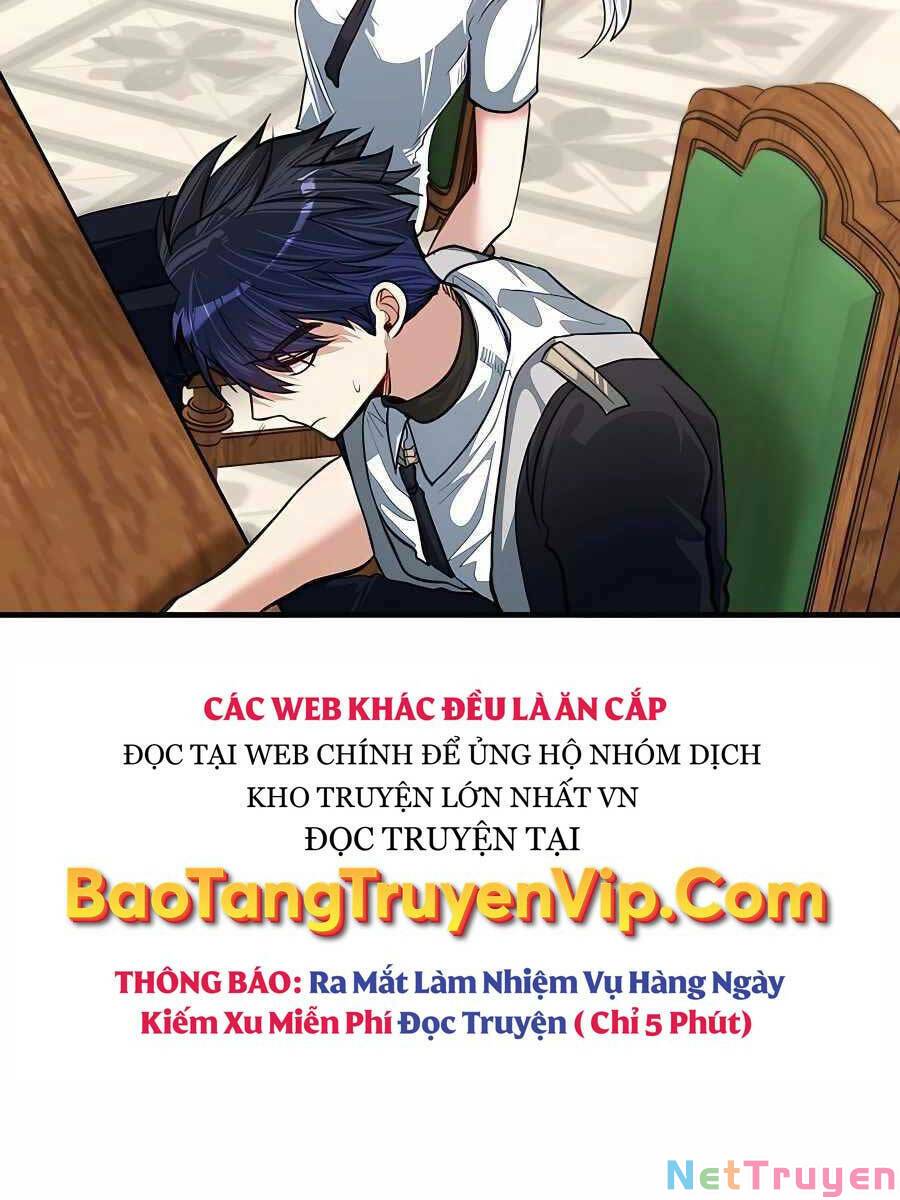 CÁC WEB KHÁC ĐỀU LÀ ĂN CẮP
ĐỌC TẠI WEB CHÍNH ĐỂ ỦNG HỘ NHÓM DỊCH
KHO TRUYỆN LỚN NHẤT VN
ĐỌC TRUYỆN TẠI
BaoTangTruyenVip.Com
THÔNG BÁO: Ra Mắt Làm Nhiệm Vụ Hàng Ngày
Kiếm Xu Miễn Phí Đọc Truyện ( Chỉ 5 Phút)
NetTruyen